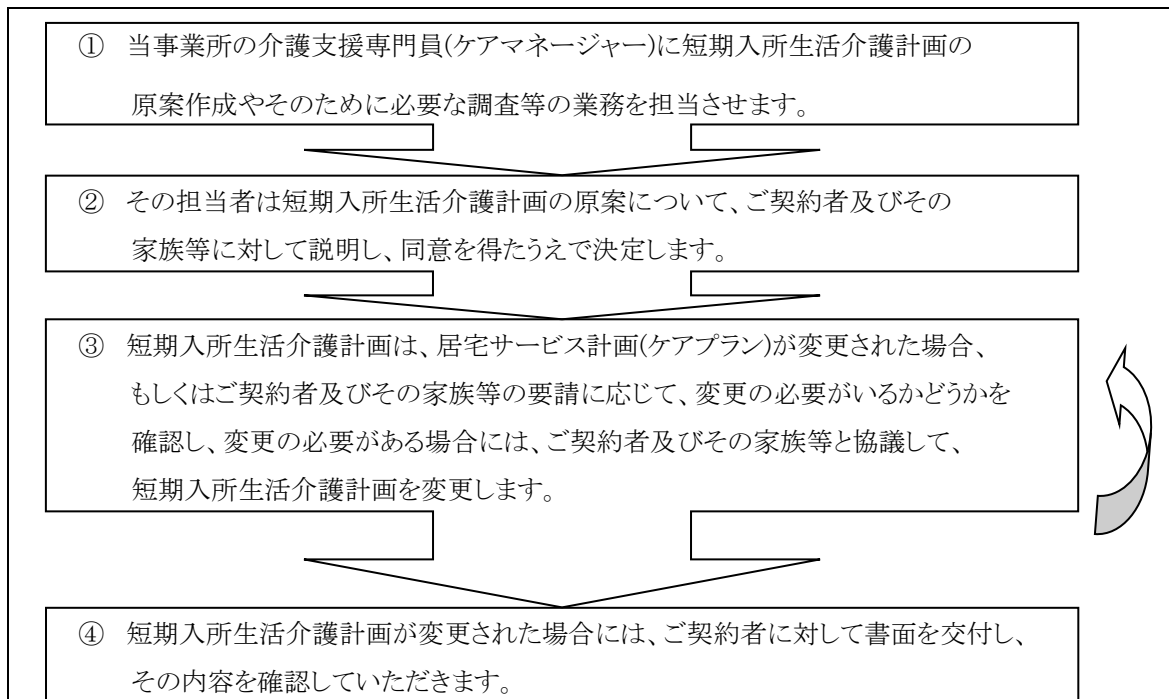 ① 当事業所の介護支援専門員(ケアマネージャー)に短期入所生活介護計画の
原案作成やそのために必要な調査等の業務を担当させます。
② その担当者は短期入所生活介護計画の原案について、ご契約者及びその
家族等に対して説明し、同意を得たうえで決定します。
③ 短期入所生活介護計画は、居宅サービス計画(ケアプラン)が変更された場合、
もしくはご契約者及びその家族等の要請に応じて、変更の必要がいるかどうかを
確認し、変更の必要がある場合には、ご契約者及びその家族等と協議して、
短期入所生活介護計画を変更します。
④ 短期入所生活介護計画が変更された場合には、ご契約者に対して書面を交付し、
その内容を確認していただきます。